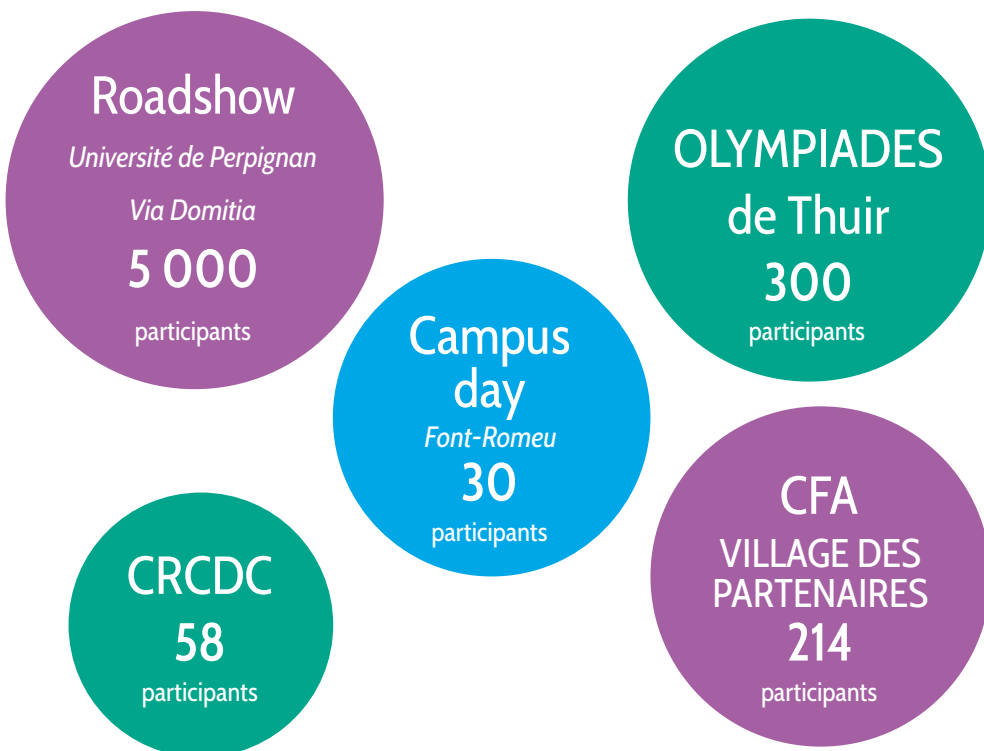 Roadshow
Université de Perpignan
Via Domitia
5 000
participants
OLYMPIADES
de Thuir
300
participants
Campus
day
Font-Romeu
30
participants
CRCDC
58
participants
CFA
VILLAGE DES
PARTENAIRES
214
participants